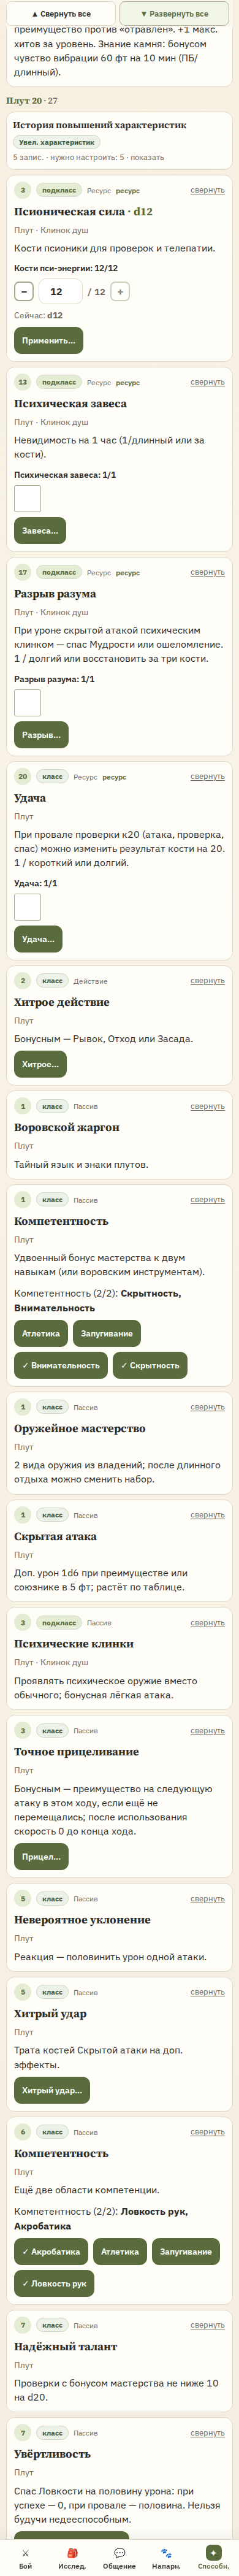 ▲ Свернуть все
▼ Развернуть все
преимущество против «отравлен». +1 макс.
хитов за уровень. Знание камня: бонусом
чувство вибрации 60 фт на 10 мин (ПБ/
длинный).
Плут 20 · 27
История повышений характеристик
Увел. характеристик
5 запис. · нужно настроить: 5 · показать
3 подкласс Ресурс ресурс свернуть
Псионическая сила · d12
Плут · Клинок душ
Кости псионики для проверок и телепатии.
Кости пси-энергии: 12/12
− 12 / 12 +
Сейчас: d12
Применить…
13 подкласс Ресурс ресурс свернуть
Психическая завеса
Плут · Клинок душ
Невидимость на 1 час (1/длинный или за
кости).
Психическая завеса: 1/1
Завеса…
17 подкласс Ресурс ресурс свернуть
Разрыв разума
Плут · Клинок душ
При уроне скрытой атакой психическим
клинком — спас Мудрости или ошеломление.
1 / долгий или восстановить за три кости.
Разрыв разума: 1/1
Разрыв…
20 класс Ресурс ресурс свернуть
Удача
Плут
При провале проверки к20 (атака, проверка,
спас) можно изменить результат кости на 20.
1 / короткий или долгий.
Удача: 1/1
Удача…
2 класс Действие свернуть
Хитрое действие
Плут
Бонусным — Рывок, Отход или Засада.
Хитрое…
1 класс Пассив свернуть
Воровской жаргон
Плут
Тайный язык и знаки плутов.
1 класс Пассив свернуть
Компетентность
Плут
Удвоенный бонус мастерства к двум
навыкам (или воровским инструментам).
Компетентность (2/2): Скрытность,
Внимательность
Атлетика Запугивание
✓ Внимательность ✓ Скрытность
1 класс Пассив свернуть
Оружейное мастерство
Плут
2 вида оружия из владений; после длинного
отдыха можно сменить набор.
1 класс Пассив свернуть
Скрытая атака
Плут
Доп. урон 1d6 при преимуществе или
союзнике в 5 фт; растёт по таблице.
3 подкласс Пассив свернуть
Психические клинки
Плут · Клинок душ
Проявлять психическое оружие вместо
обычного; бонусная лёгкая атака.
3 класс Пассив свернуть
Точное прицеливание
Плут
Бонусным — преимущество на следующую
атаку в этом ходу, если ещё не
перемещались; после использования
скорость 0 до конца хода.
Прицел…
5 класс Пассив свернуть
Невероятное уклонение
Плут
Реакция — половинить урон одной атаки.
5 класс Пассив свернуть
Хитрый удар
Плут
Трата костей Скрытой атаки на доп.
эффекты.
Хитрый удар…
6 класс Пассив свернуть
Компетентность
Плут
Ещё две области компетенции.
Компетентность (2/2): Ловкость рук,
Акробатика
✓ Акробатика Атлетика Запугивание
✓ Ловкость рук
7 класс Пассив свернуть
Надёжный талант
Плут
Проверки с бонусом мастерства не ниже 10
на d20.
7 класс Пассив свернуть
Увёртливость
Плут
Спас Ловкости на половину урона: при
успехе — 0, при провале — половина. Нельзя
будучи недееспособным.
Бой Исслед. Общение Напарн. Способн.